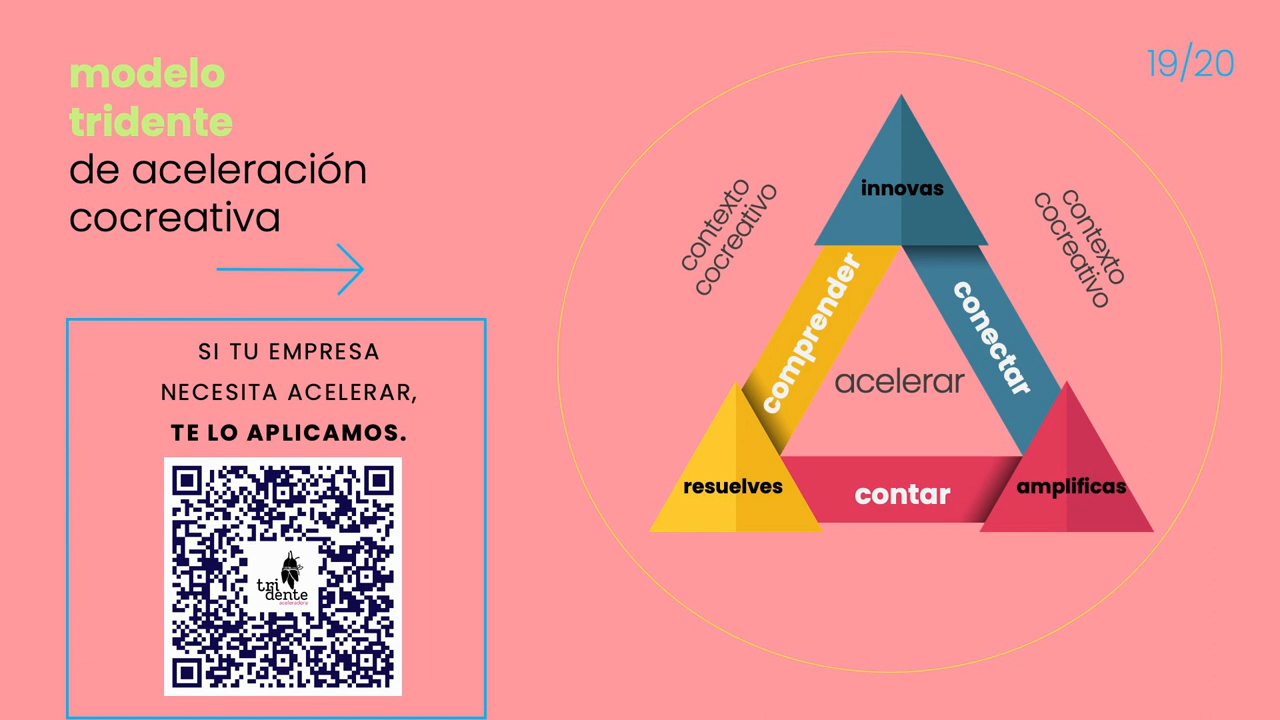 modelo
tridente
de aceleración
cocreativa
SI TU EMPRESA
NECESITA ACELERAR,
TE LO APLICAMOS.
tri
dente
aceleradora
19/20
contexto
cocreativo
contexto
cocreativo
innovas
comprender
conectar
acelerar
resuelves
contar
amplificas